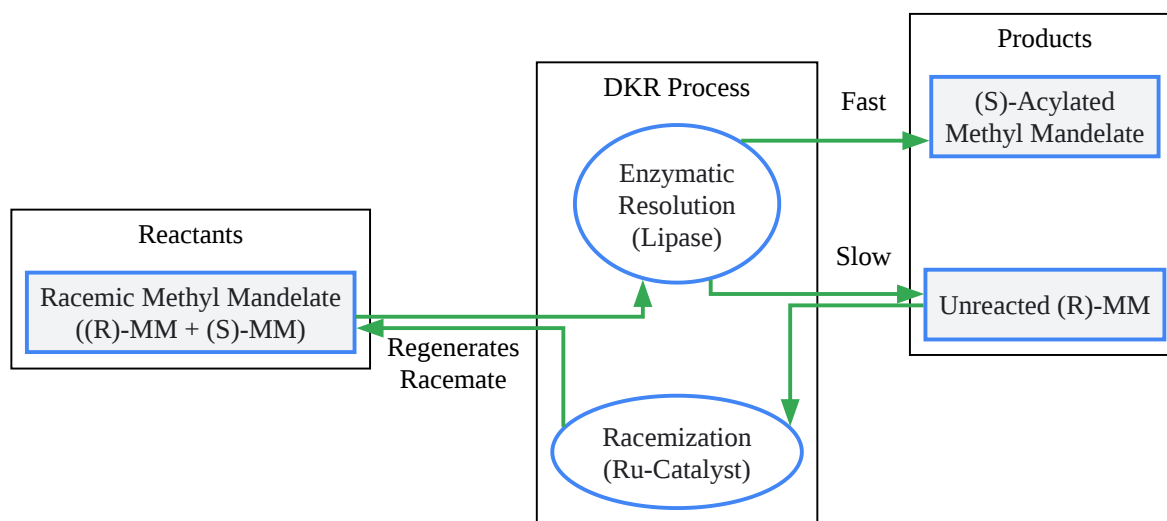 Reactants
Racemic Methyl Mandelate
((R)-MM + (S)-MM)
Regenerates
Racemate
DKR Process
Enzymatic
Resolution
(Lipase)
Racemization
(Ru-Catalyst)
Fast
Slow
Products
(S)-Acylated
Methyl Mandelate
Unreacted (R)-MM